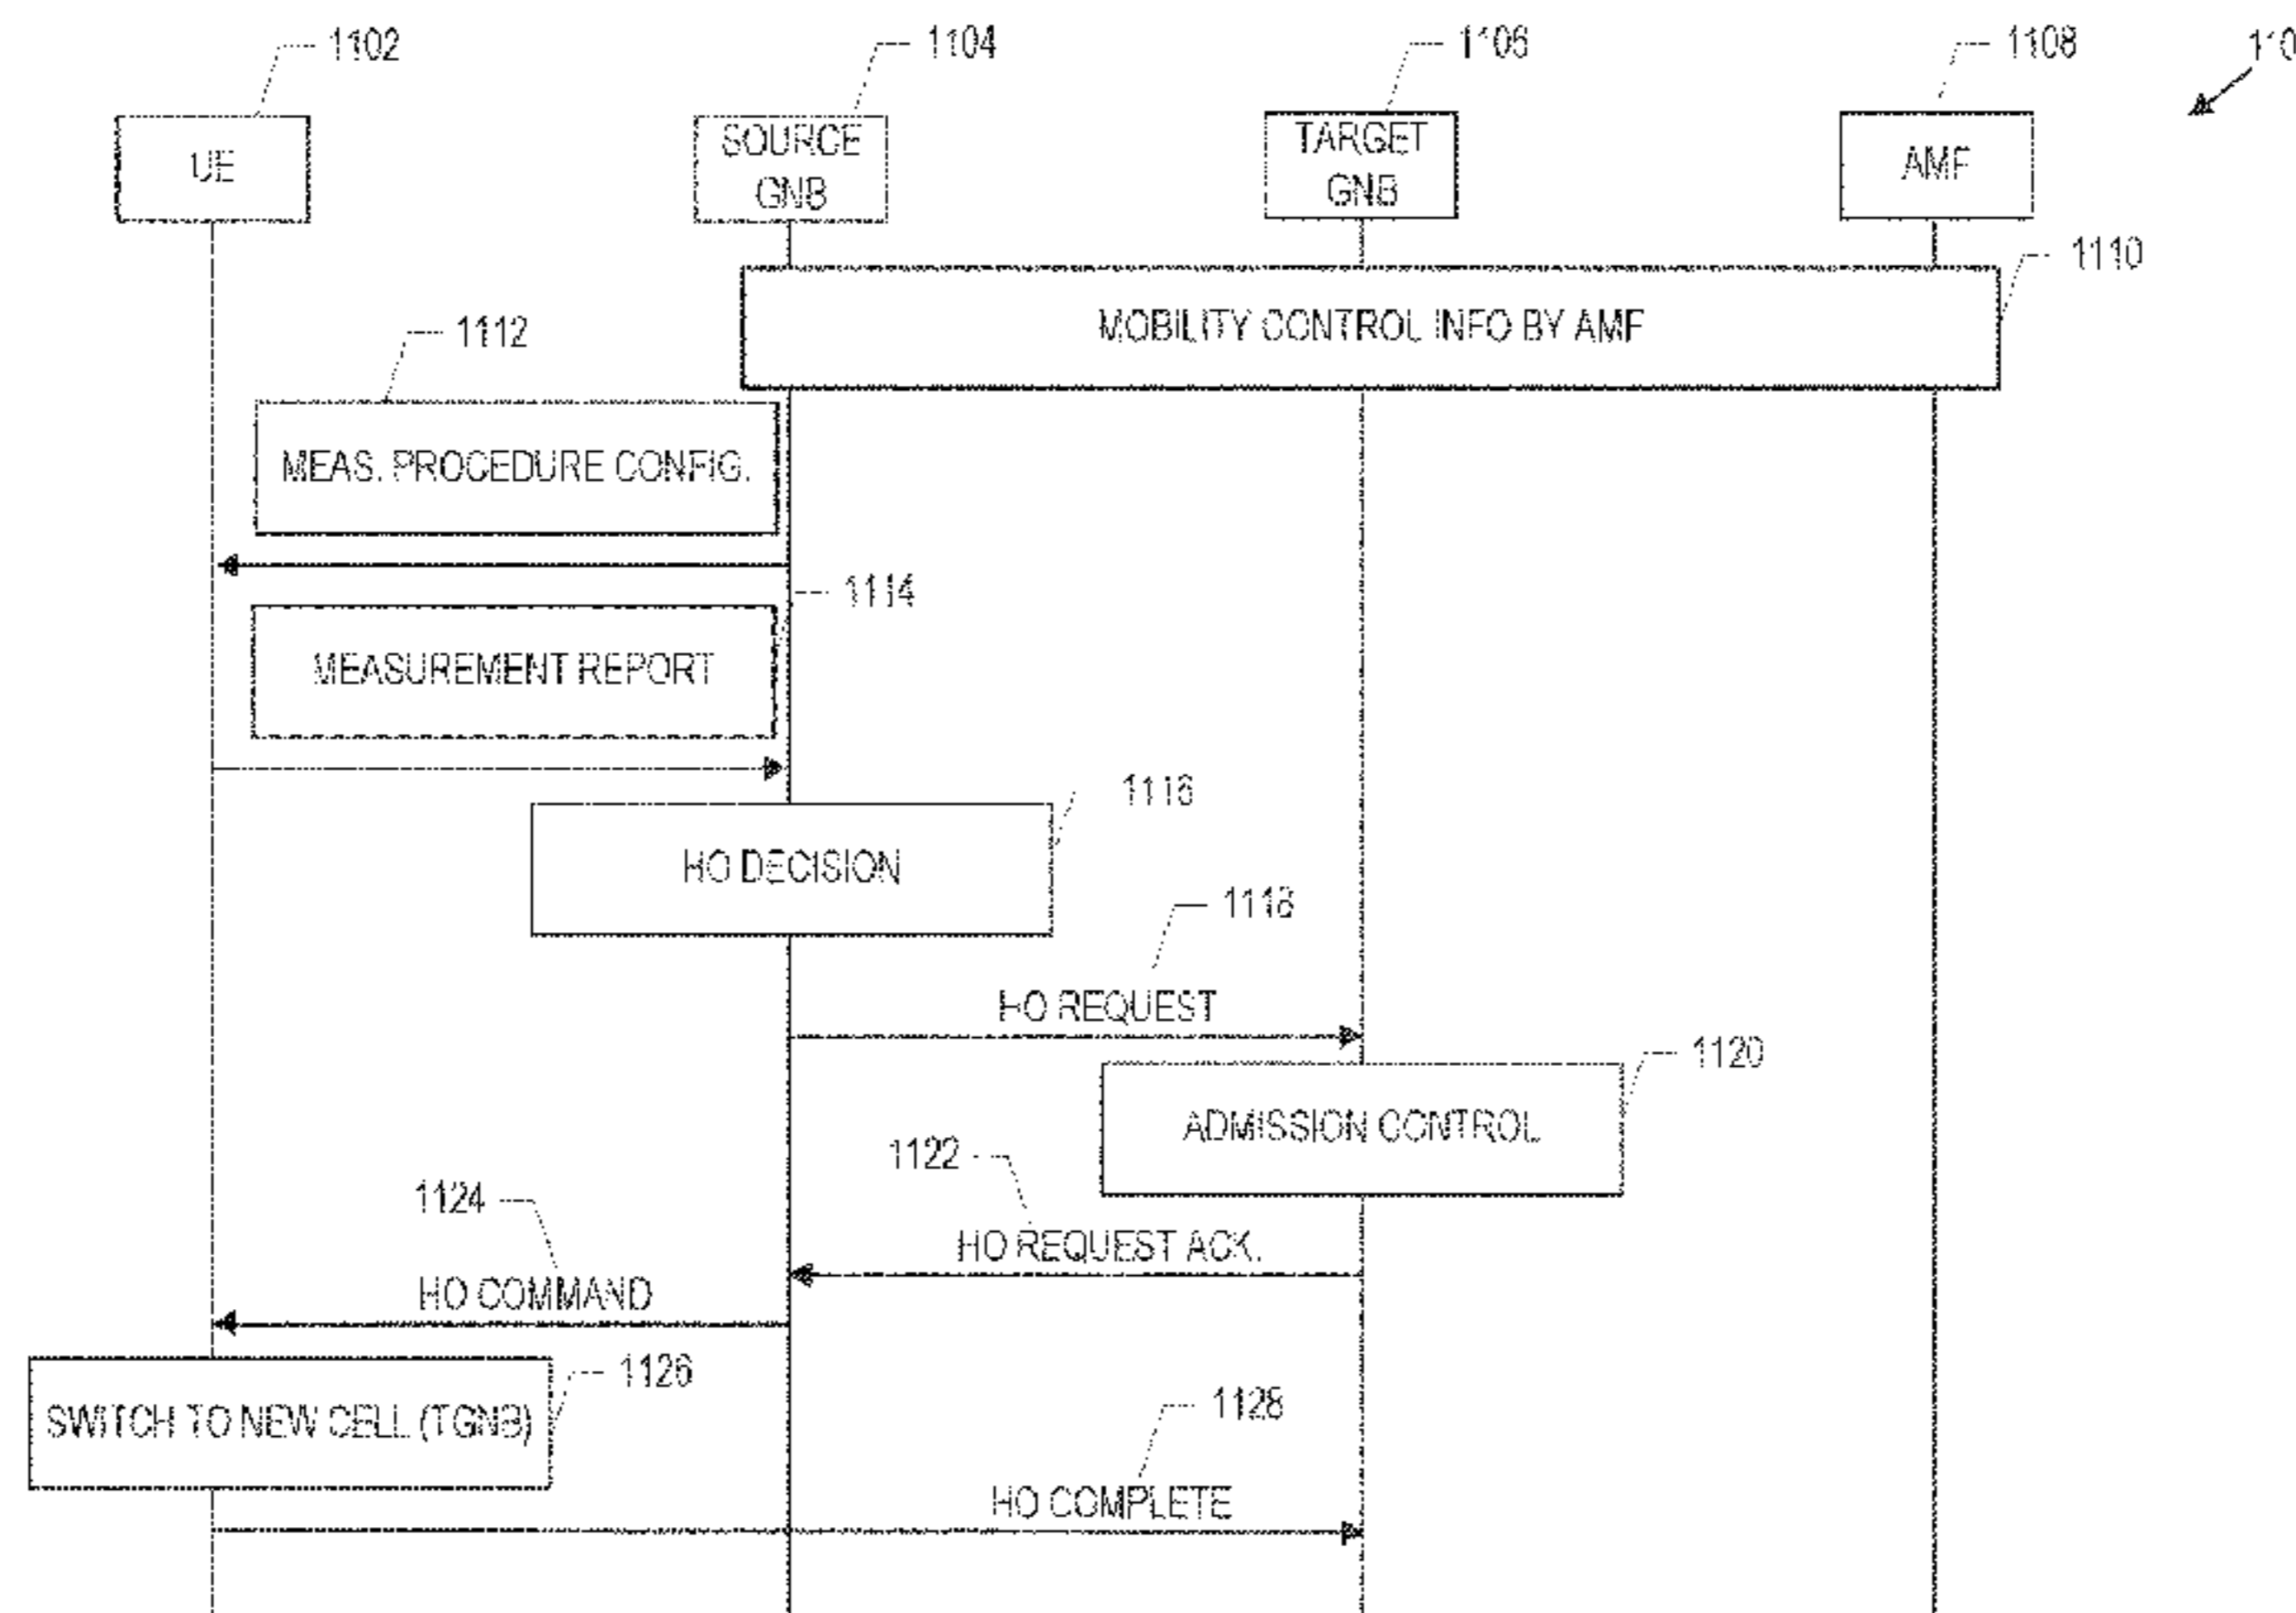 1102
1104
1106
1108
UE
SOURCE
GNB
TARGET
GNB
AMF
1110
MOBILITY CONTROL INFO BY AMF
1112
MEAS. PROCEDURE CONFIG.
1114
MEASUREMENT REPORT
1116
HO DECISION
1118
HO REQUEST
1120
ADMISSION CONTROL
1122
HO REQUEST ACK.
1124
HO COMMAND
1126
SWITCH TO NEW CELL (TGNB)
1128
HO COMPLETE